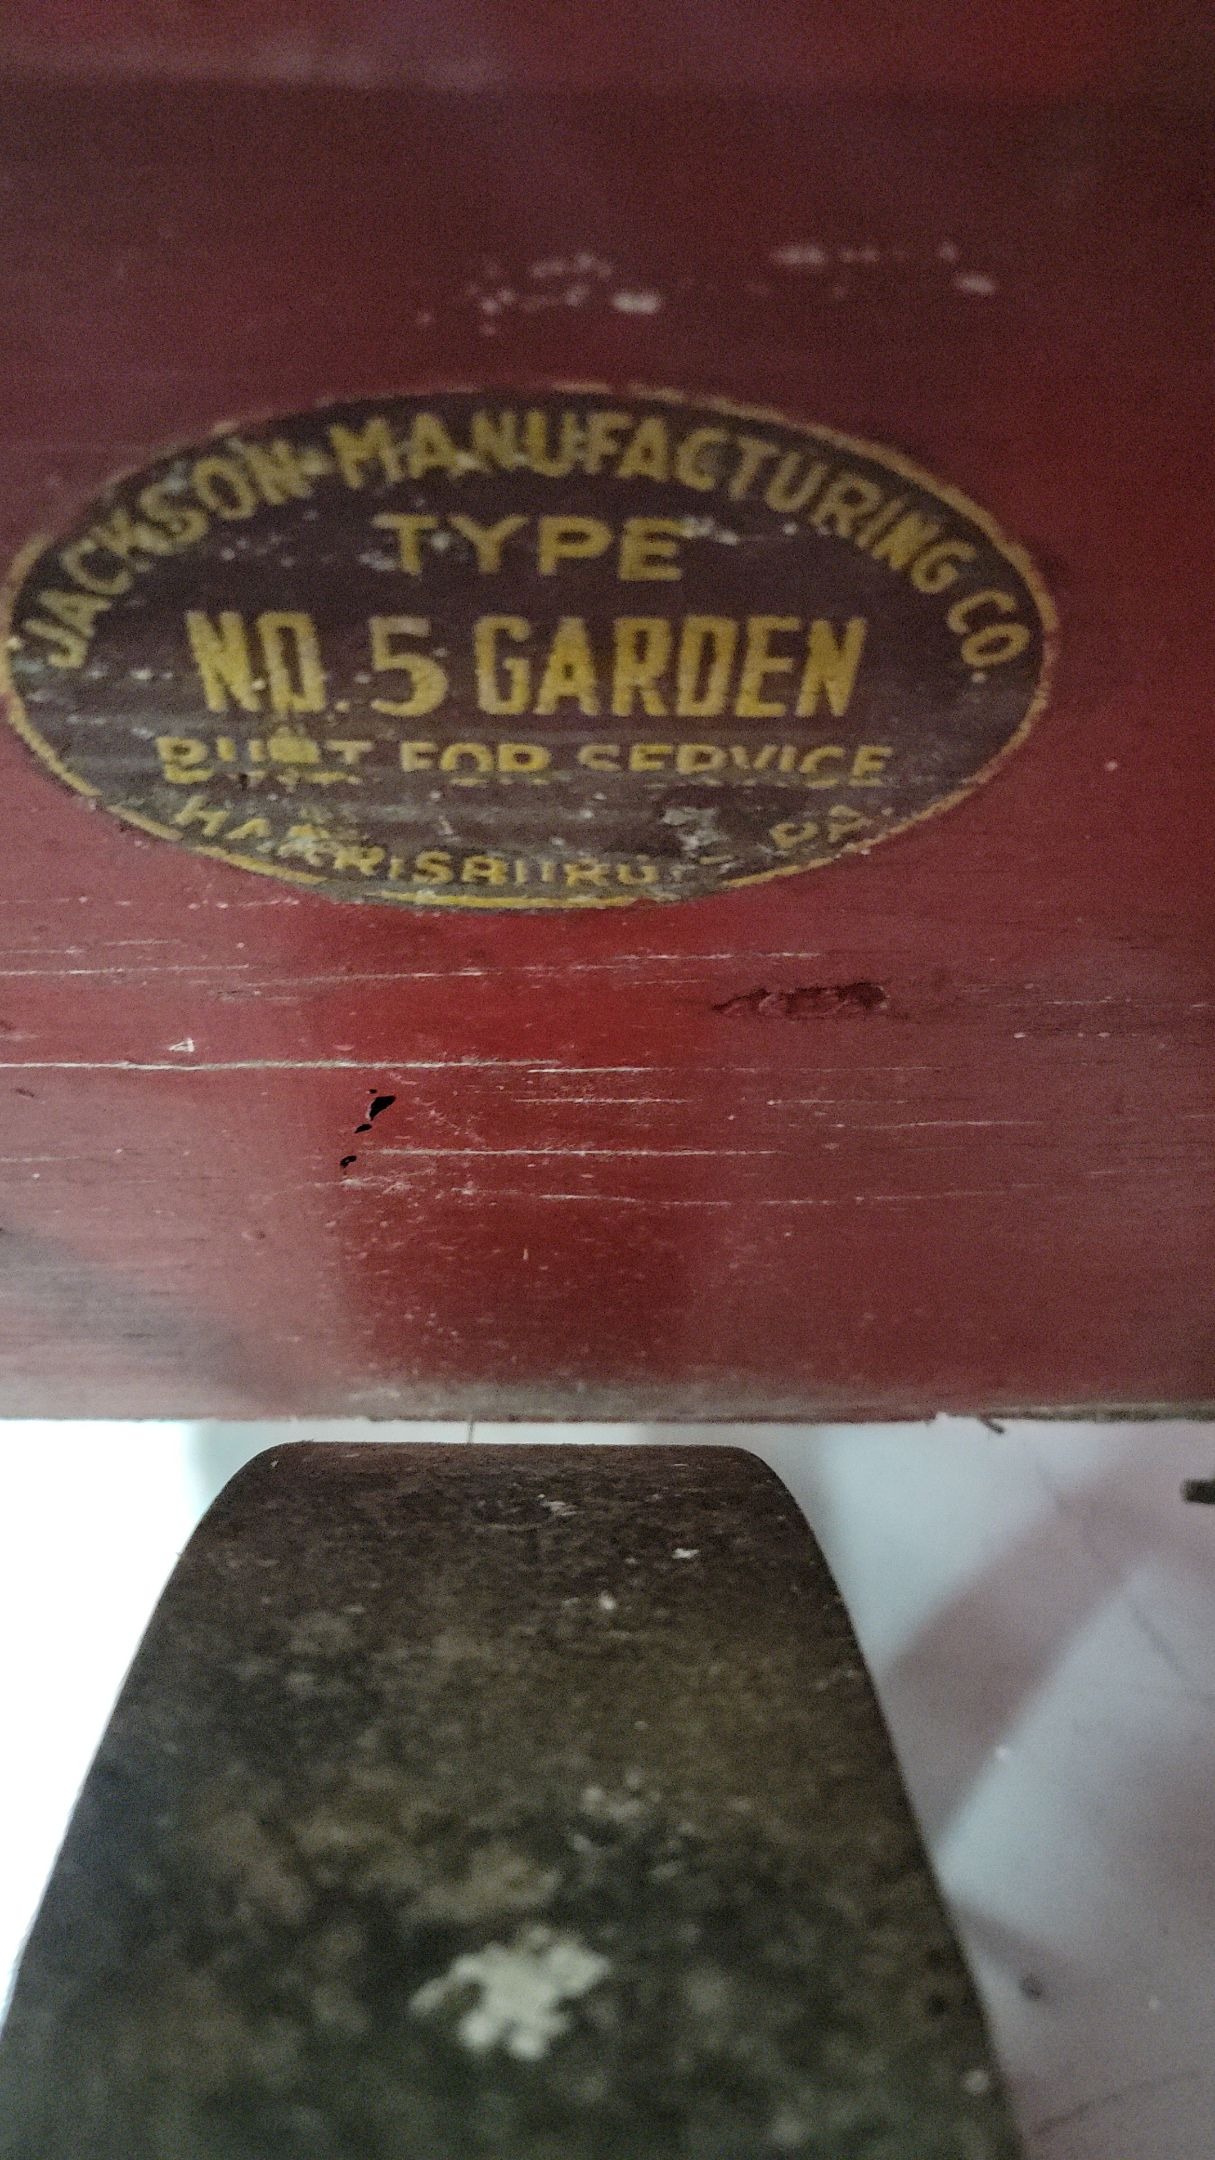 JACKSON MANUFACTURING CO.
TYPE
NO. 5 GARDEN
BUILT FOR SERVICE
HARRISBURG, PA.